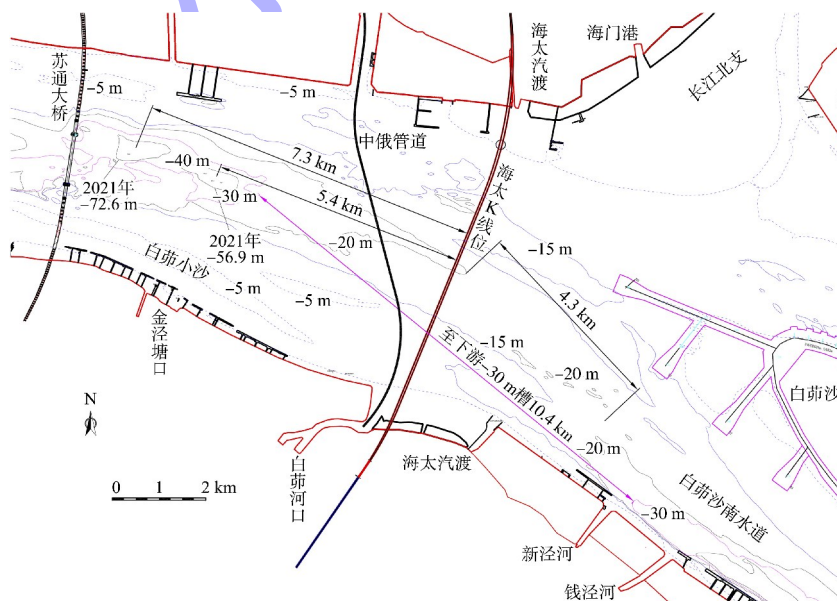 苏通大桥
-5 m
-5 m
海太汽渡
海门港
长江北支
中俄管道
7.3 km
5.4 km
海太K线位
-40 m
-30 m
2021年
-72.6 m
2021年
-56.9 m
-20 m
-15 m
白茆小沙
-5 m
-5 m
金泾塘口
4.3 km
-15 m
-20 m
至下游-30 m槽10.4 km
白茆沙
N
0 1 2 km
白茆河口
海太汽渡
-20 m
-30 m
白茆沙南水道
新泾河
钱泾河